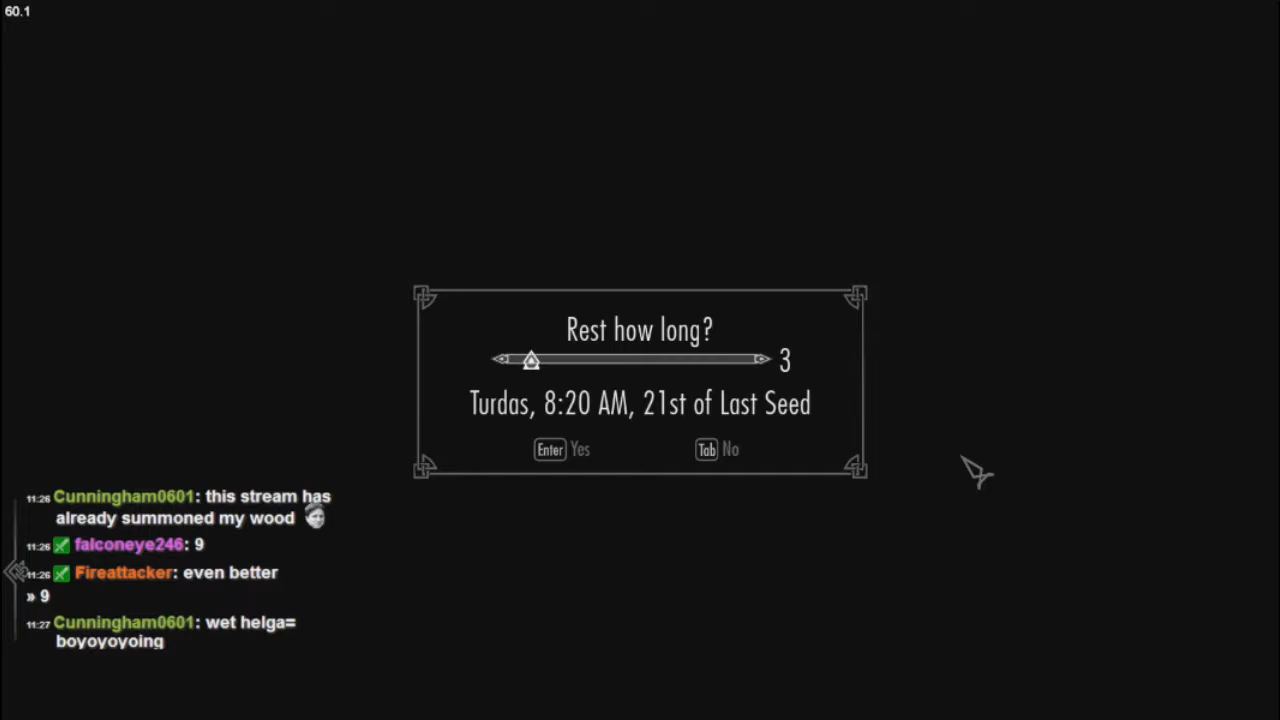 60.1
Rest how long?
3
Turdas, 8:20 AM, 21st of Last Seed
Enter Yes
Tab No
11:26 Cunningham0601: this stream has
already summoned my wood
11:26 falconeye246: 9
11:26 Fireattacker: even better
» 9
11:27 Cunningham0601: wet helga=
boyoyoyoing